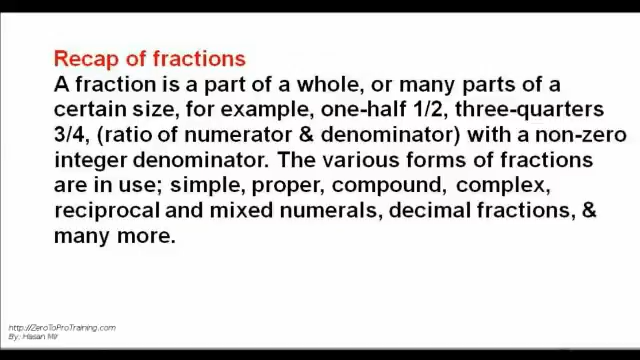 Recap of fractions
A fraction is a part of a whole, or many parts of a
certain size, for example, one-half 1/2, three-quarters
3/4, (ratio of numerator & denominator) with a non-zero
integer denominator. The various forms of fractions
are in use; simple, proper, compound, complex,
reciprocal and mixed numerals, decimal fractions, &
many more.
http://ZeroToProTraining.com
By: Hasan Mir